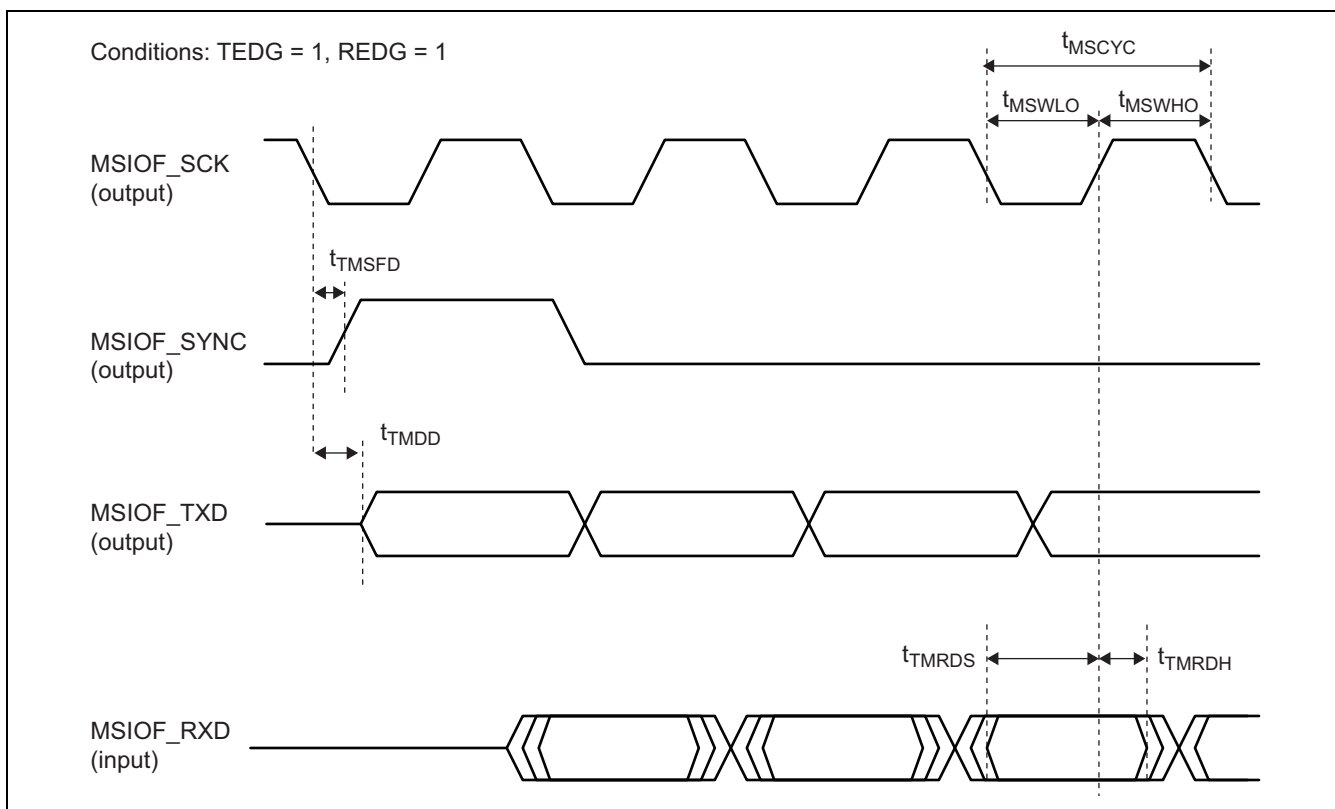 Conditions: TEDG = 1, REDG = 1
tMSCYC
tMSWLO
tMSWHO
MSIOF_SCK
(output)
tTMSFD
MSIOF_SYNC
(output)
tTMDD
MSIOF_TXD
(output)
tTMRDS
tTMRDH
MSIOF_RXD
(input)